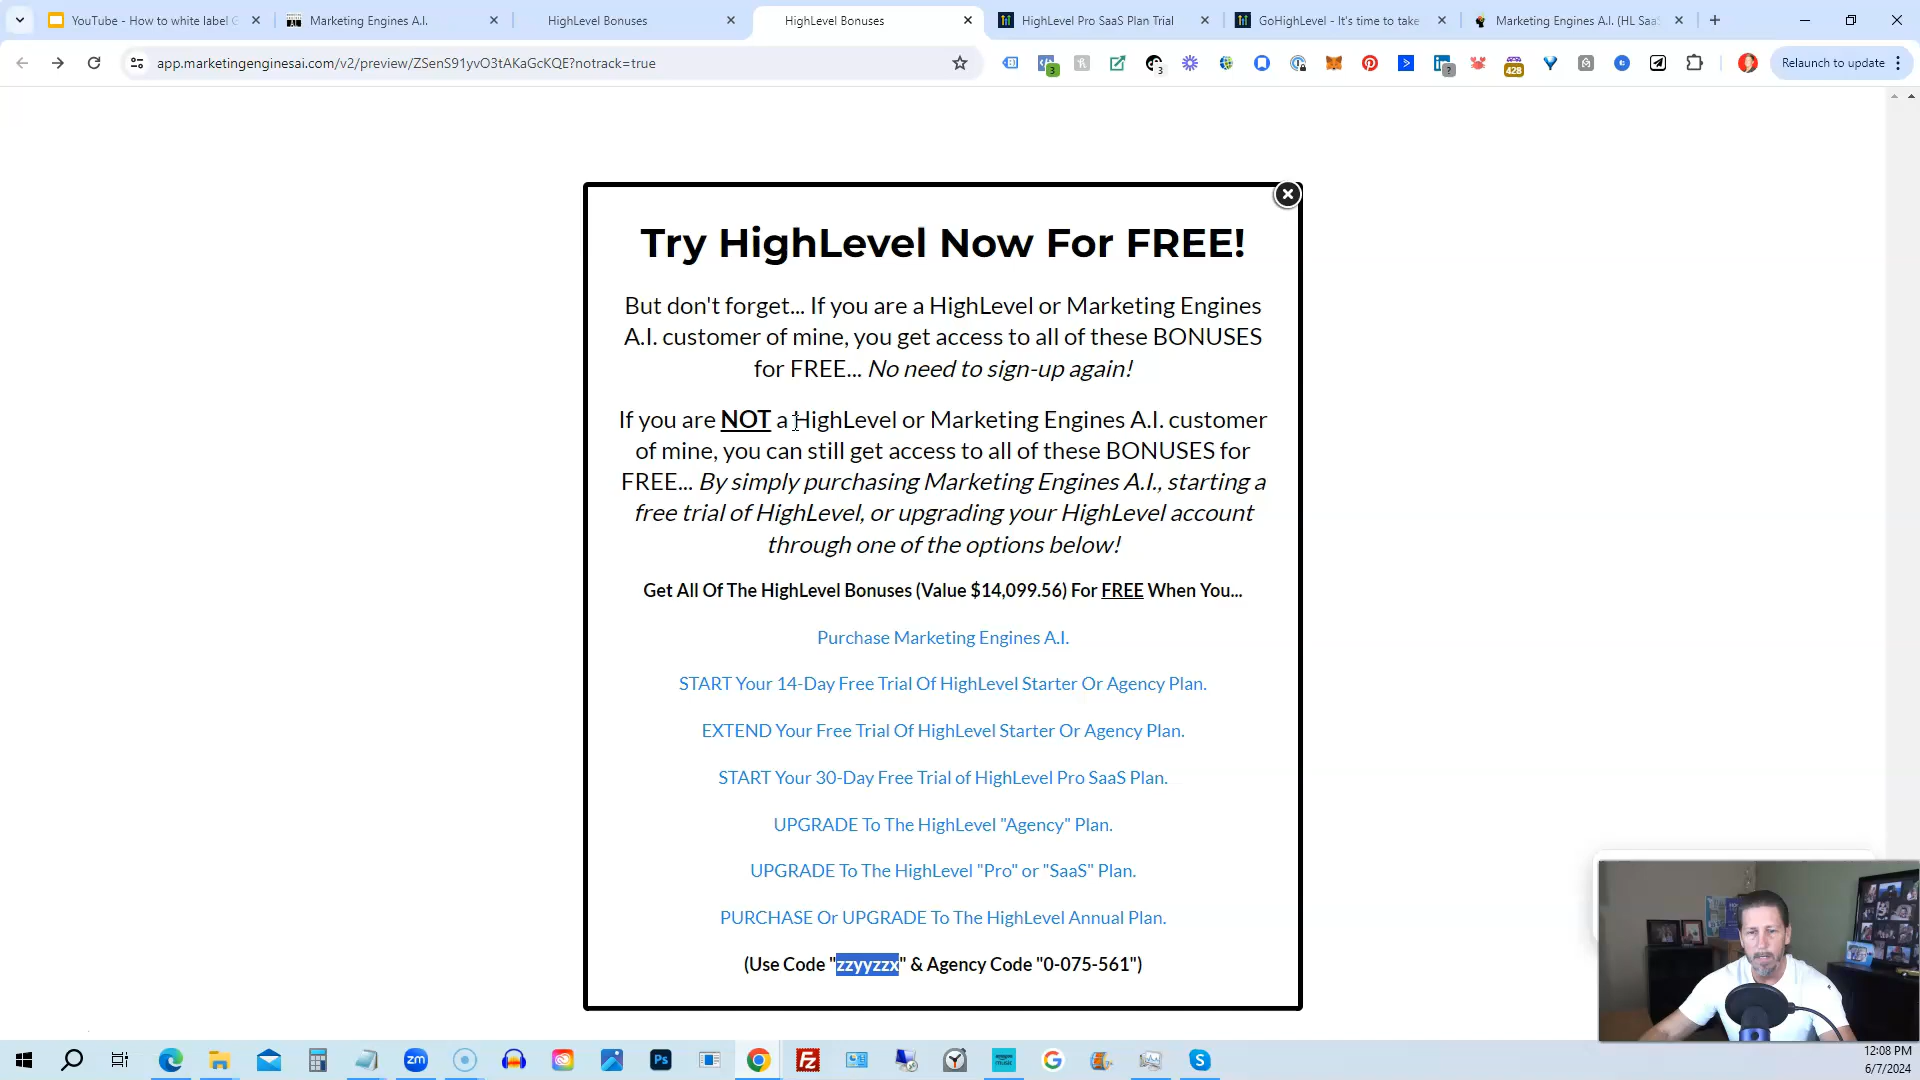 YouTube - How to white label G
Marketing Engines A.I.
HighLevel Bonuses
HighLevel Bonuses
HighLevel Pro SaaS Plan Trial
GoHighLevel - It's time to take
Marketing Engines A.I. (HL Saa
app.marketingenginesai.com/v2/preview/ZSenS91yvO3tAKaGcKQE?notrack=true
3
3
?
428
Relaunch to update
Try HighLevel Now For FREE!
But don't forget... If you are a HighLevel or Marketing Engines
A.I. customer of mine, you get access to all of these BONUSES
for FREE... No need to sign-up again!
If you are NOT a HighLevel or Marketing Engines A.I. customer
of mine, you can still get access to all of these BONUSES for
FREE... By simply purchasing Marketing Engines A.I., starting a
free trial of HighLevel, or upgrading your HighLevel account
through one of the options below!
Get All Of The HighLevel Bonuses (Value $14,099.56) For FREE When You...
Purchase Marketing Engines A.I.
START Your 14-Day Free Trial Of HighLevel Starter Or Agency Plan.
EXTEND Your Free Trial Of HighLevel Starter Or Agency Plan.
START Your 30-Day Free Trial of HighLevel Pro SaaS Plan.
UPGRADE To The HighLevel "Agency" Plan.
UPGRADE To The HighLevel "Pro" or "SaaS" Plan.
PURCHASE Or UPGRADE To The HighLevel Annual Plan.
(Use Code "zzyyzzx" & Agency Code "0-075-561")
zm
Ps
12:08 PM
6/7/2024